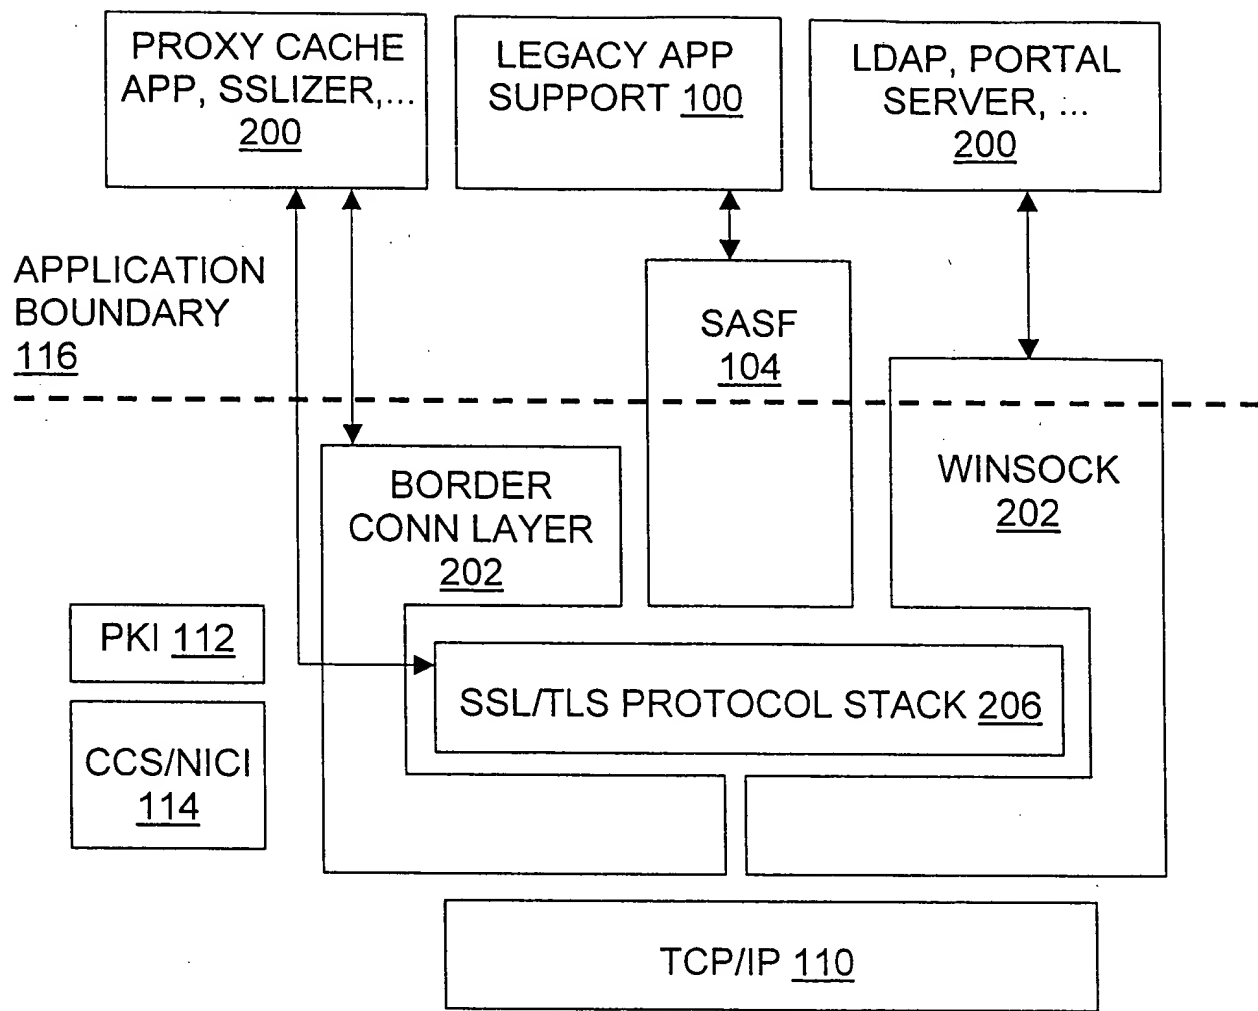 PROXY CACHE
APP, SSLIZER,...
200
LEGACY APP
SUPPORT 100
LDAP, PORTAL
SERVER, ...
200
APPLICATION
BOUNDARY
116
SASF
104
BORDER
CONN LAYER
202
WINSOCK
202
PKI 112
SSL/TLS PROTOCOL STACK 206
CCS/NICI
114
TCP/IP 110